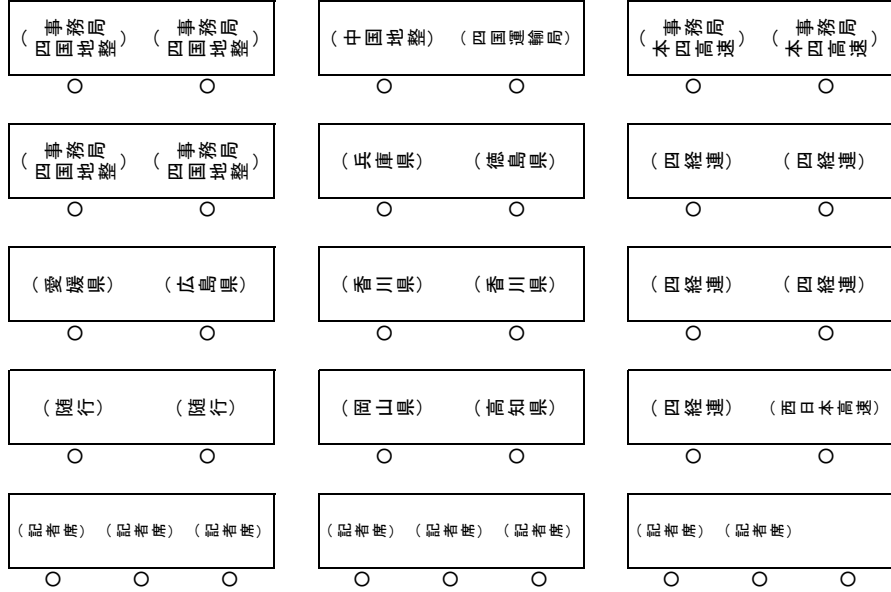 （事務局 四国地整） （事務局 四国地整）
（中国地整） （四国運輸局）
（事務局 本四高速） （事務局 本四高速）
（事務局 四国地整） （事務局 四国地整）
（兵庫県） （徳島県）
（四経連） （四経連）
（愛媛県） （広島県）
（香川県） （香川県）
（四経連） （四経連）
（随行） （随行）
（岡山県） （高知県）
（四経連） （西日本高速）
（記者席） （記者席） （記者席）
（記者席） （記者席） （記者席）
（記者席） （記者席）